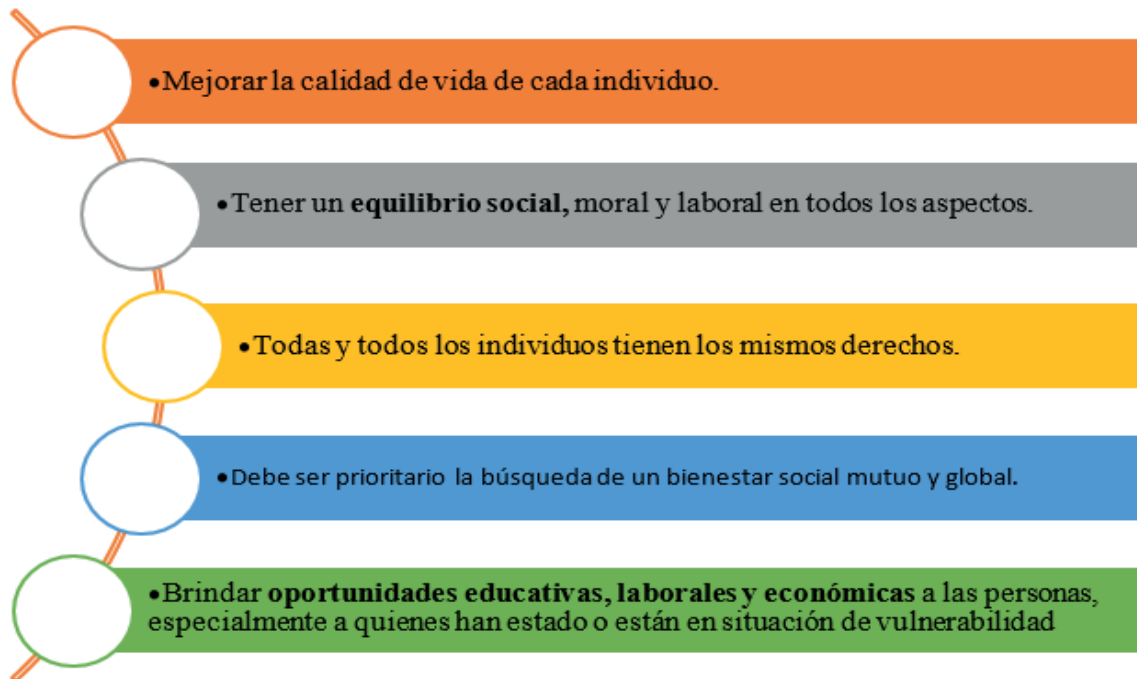 •Mejorar la calidad de vida de cada individuo.
•Tener un equilibrio social, moral y laboral en todos los aspectos.
•Todas y todos los individuos tienen los mismos derechos.
•Debe ser prioritario la búsqueda de un bienestar social mutuo y global.
•Brindar oportunidades educativas, laborales y económicas a las personas,
especialmente a quienes han estado o están en situación de vulnerabilidad